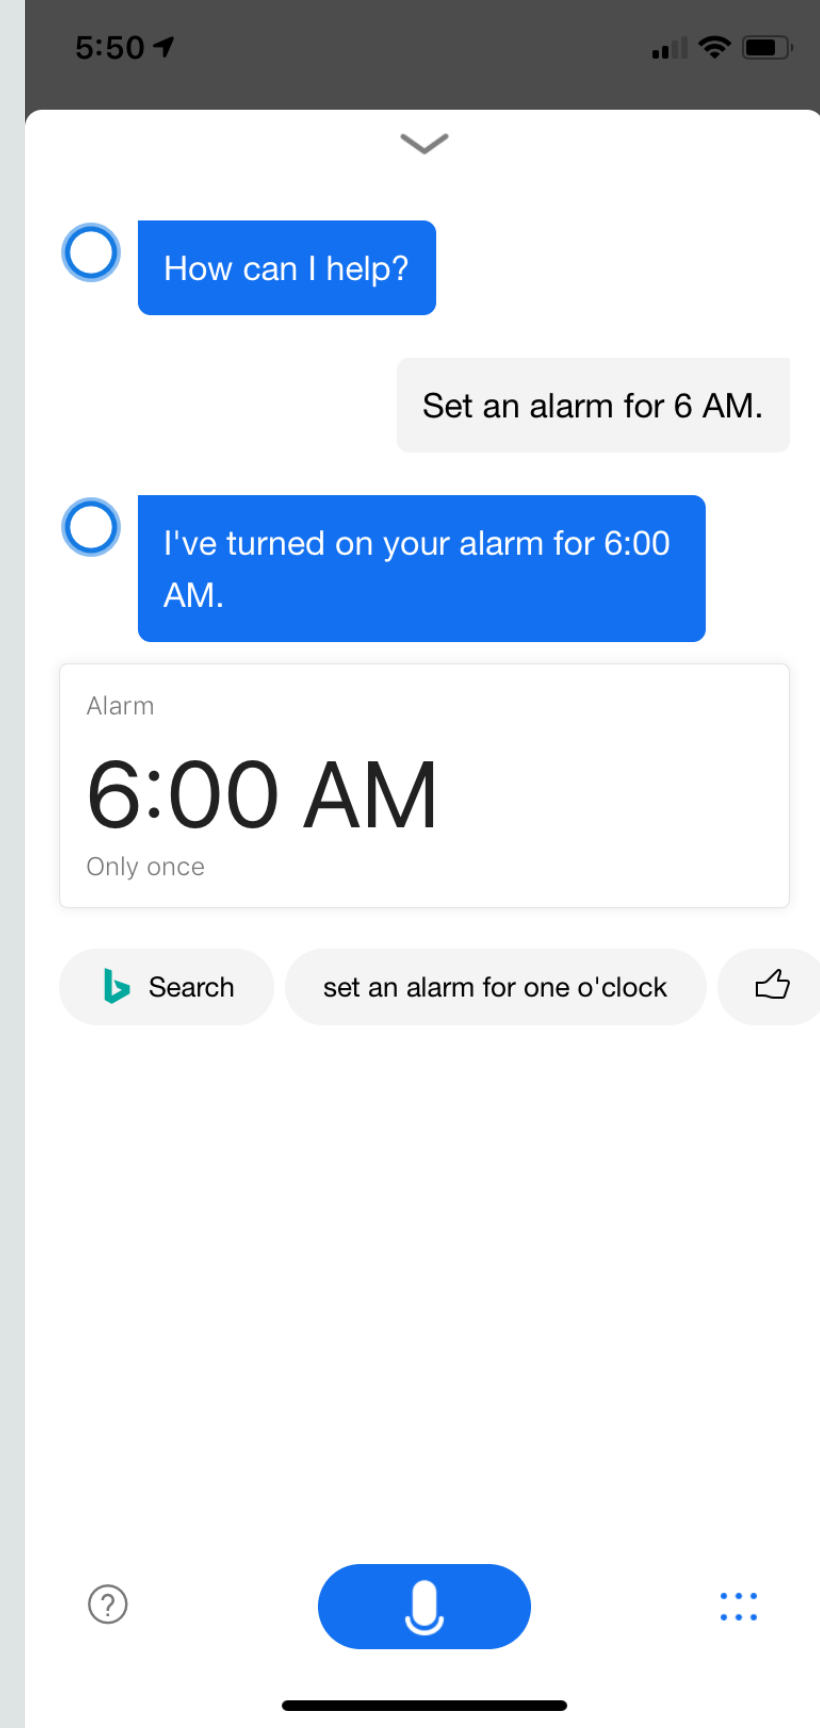 5:50
How can I help?
Set an alarm for 6 AM.
I've turned on your alarm for 6:00
AM.
Alarm
6:00 AM
Only once
Search
set an alarm for one o'clock
?